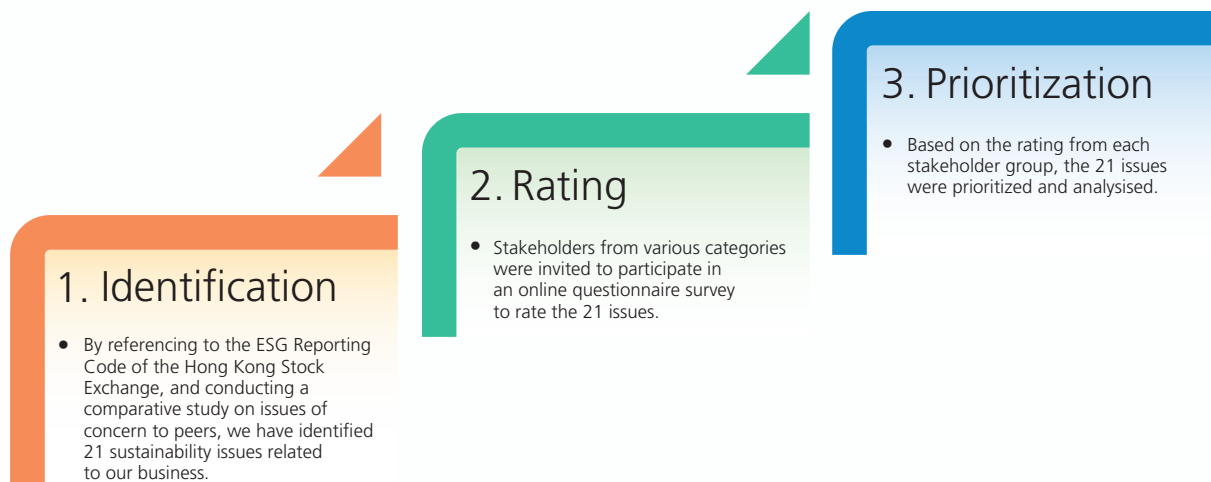 1. Identification
• By referencing to the ESG Reporting
Code of the Hong Kong Stock
Exchange, and conducting a
comparative study on issues of
concern to peers, we have identified
21 sustainability issues related
to our business.
2. Rating
• Stakeholders from various categories
were invited to participate in
an online questionnaire survey
to rate the 21 issues.
3. Prioritization
• Based on the rating from each
stakeholder group, the 21 issues
were prioritized and analysised.